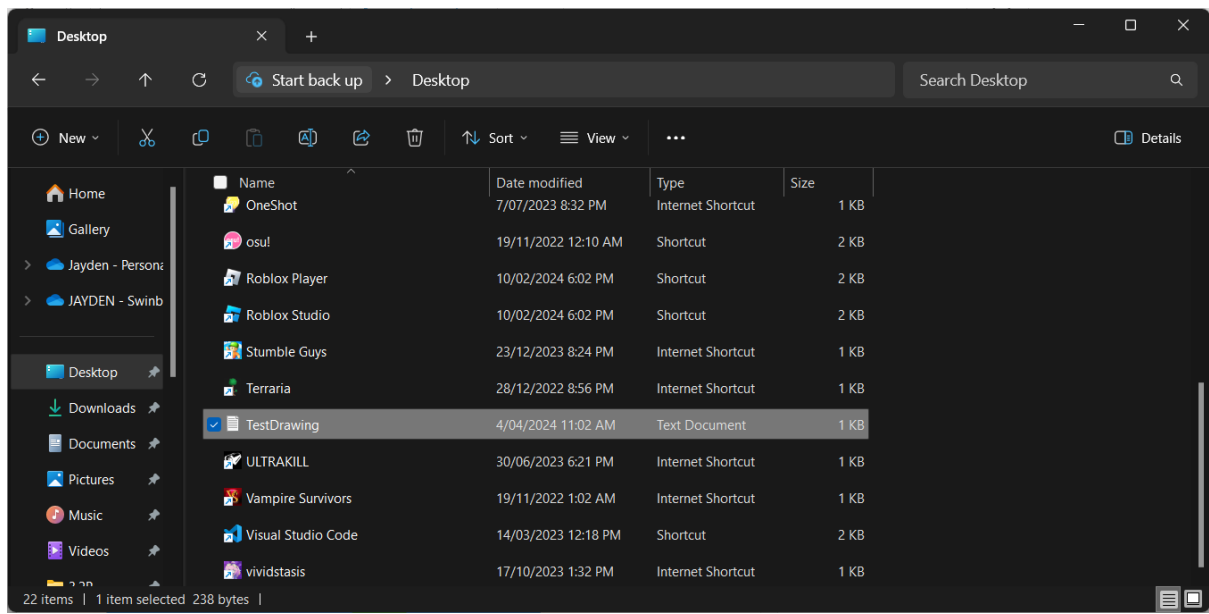 Desktop
Start back up > Desktop
Search Desktop
New
Sort
View
Details
Name Date modified Type Size
Home
Gallery
Jayden - Persona
JAYDEN - Swinb
Desktop
Downloads
Documents
Pictures
Music
Videos
OneShot 7/07/2023 8:32 PM Internet Shortcut 1 KB
osu! 19/11/2022 12:10 AM Shortcut 2 KB
Roblox Player 10/02/2024 6:02 PM Shortcut 2 KB
Roblox Studio 10/02/2024 6:02 PM Shortcut 2 KB
Stumble Guys 23/12/2023 8:24 PM Internet Shortcut 1 KB
Terraria 28/12/2022 8:56 PM Internet Shortcut 1 KB
TestDrawing 4/04/2024 11:02 AM Text Document 1 KB
ULTRAKILL 30/06/2023 6:21 PM Internet Shortcut 1 KB
Vampire Survivors 19/11/2022 1:02 AM Internet Shortcut 1 KB
Visual Studio Code 14/03/2023 12:18 PM Shortcut 2 KB
vividstasis 17/10/2023 1:32 PM Internet Shortcut 1 KB
22 items | 1 item selected 238 bytes |